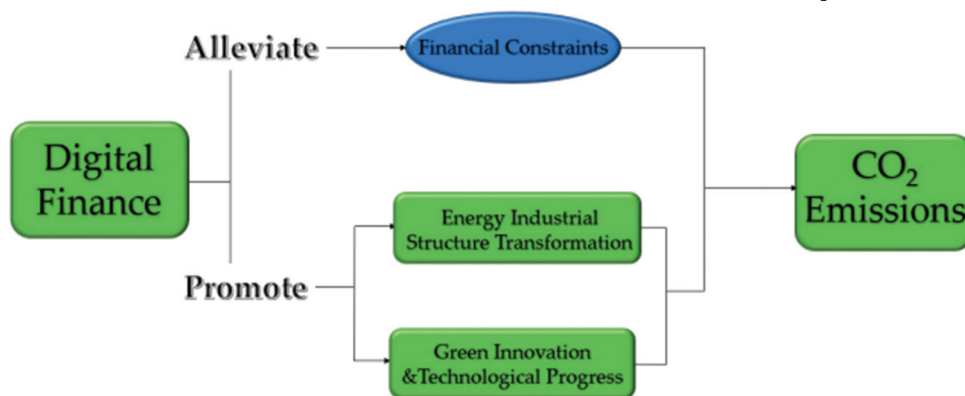 Alleviate
Financial Constraints
Digital
Finance
CO₂
Emissions
Energy Industrial
Structure Transformation
Promote
Green Innovation
&Technological Progress